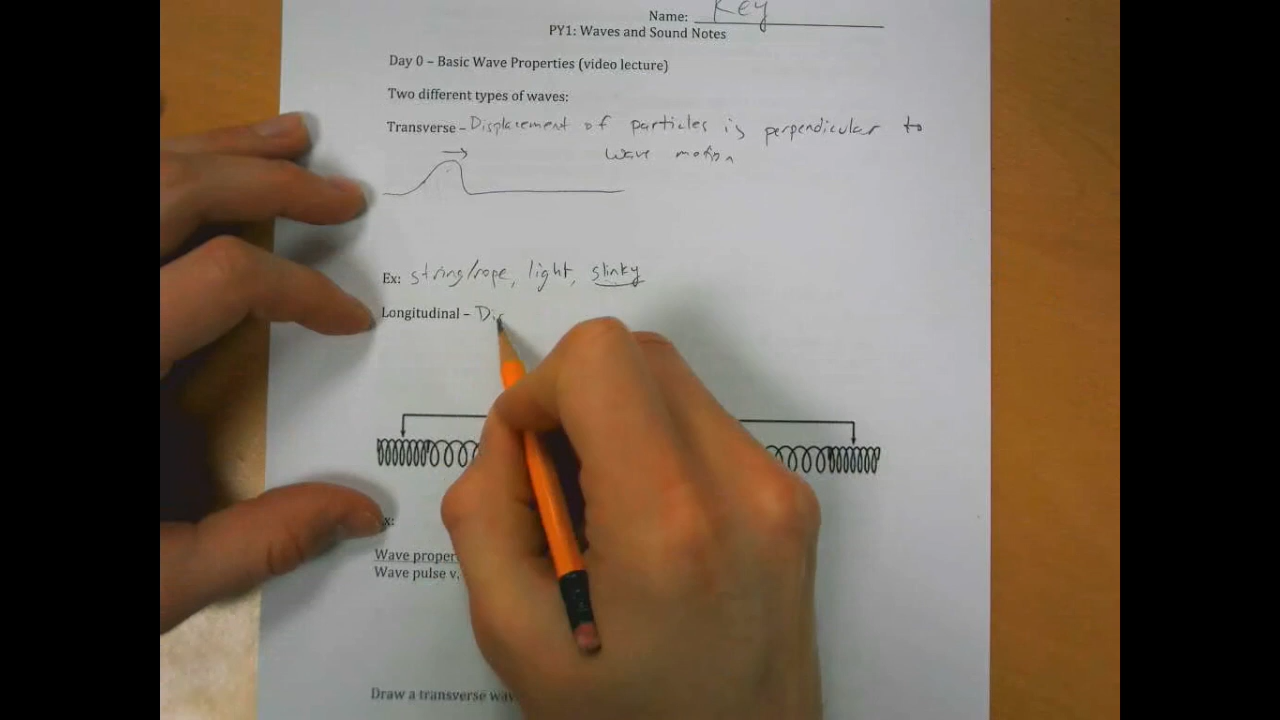 Name: Key
PY1: Waves and Sound Notes
Day 0 – Basic Wave Properties (video lecture)
Two different types of waves:
Transverse – Displacement of particles is perpendicular to
wave motion
Ex: string/rope, light, slinky
Longitudinal – Dis
x:
Wave proper
Wave pulse v.
Draw a transverse wav